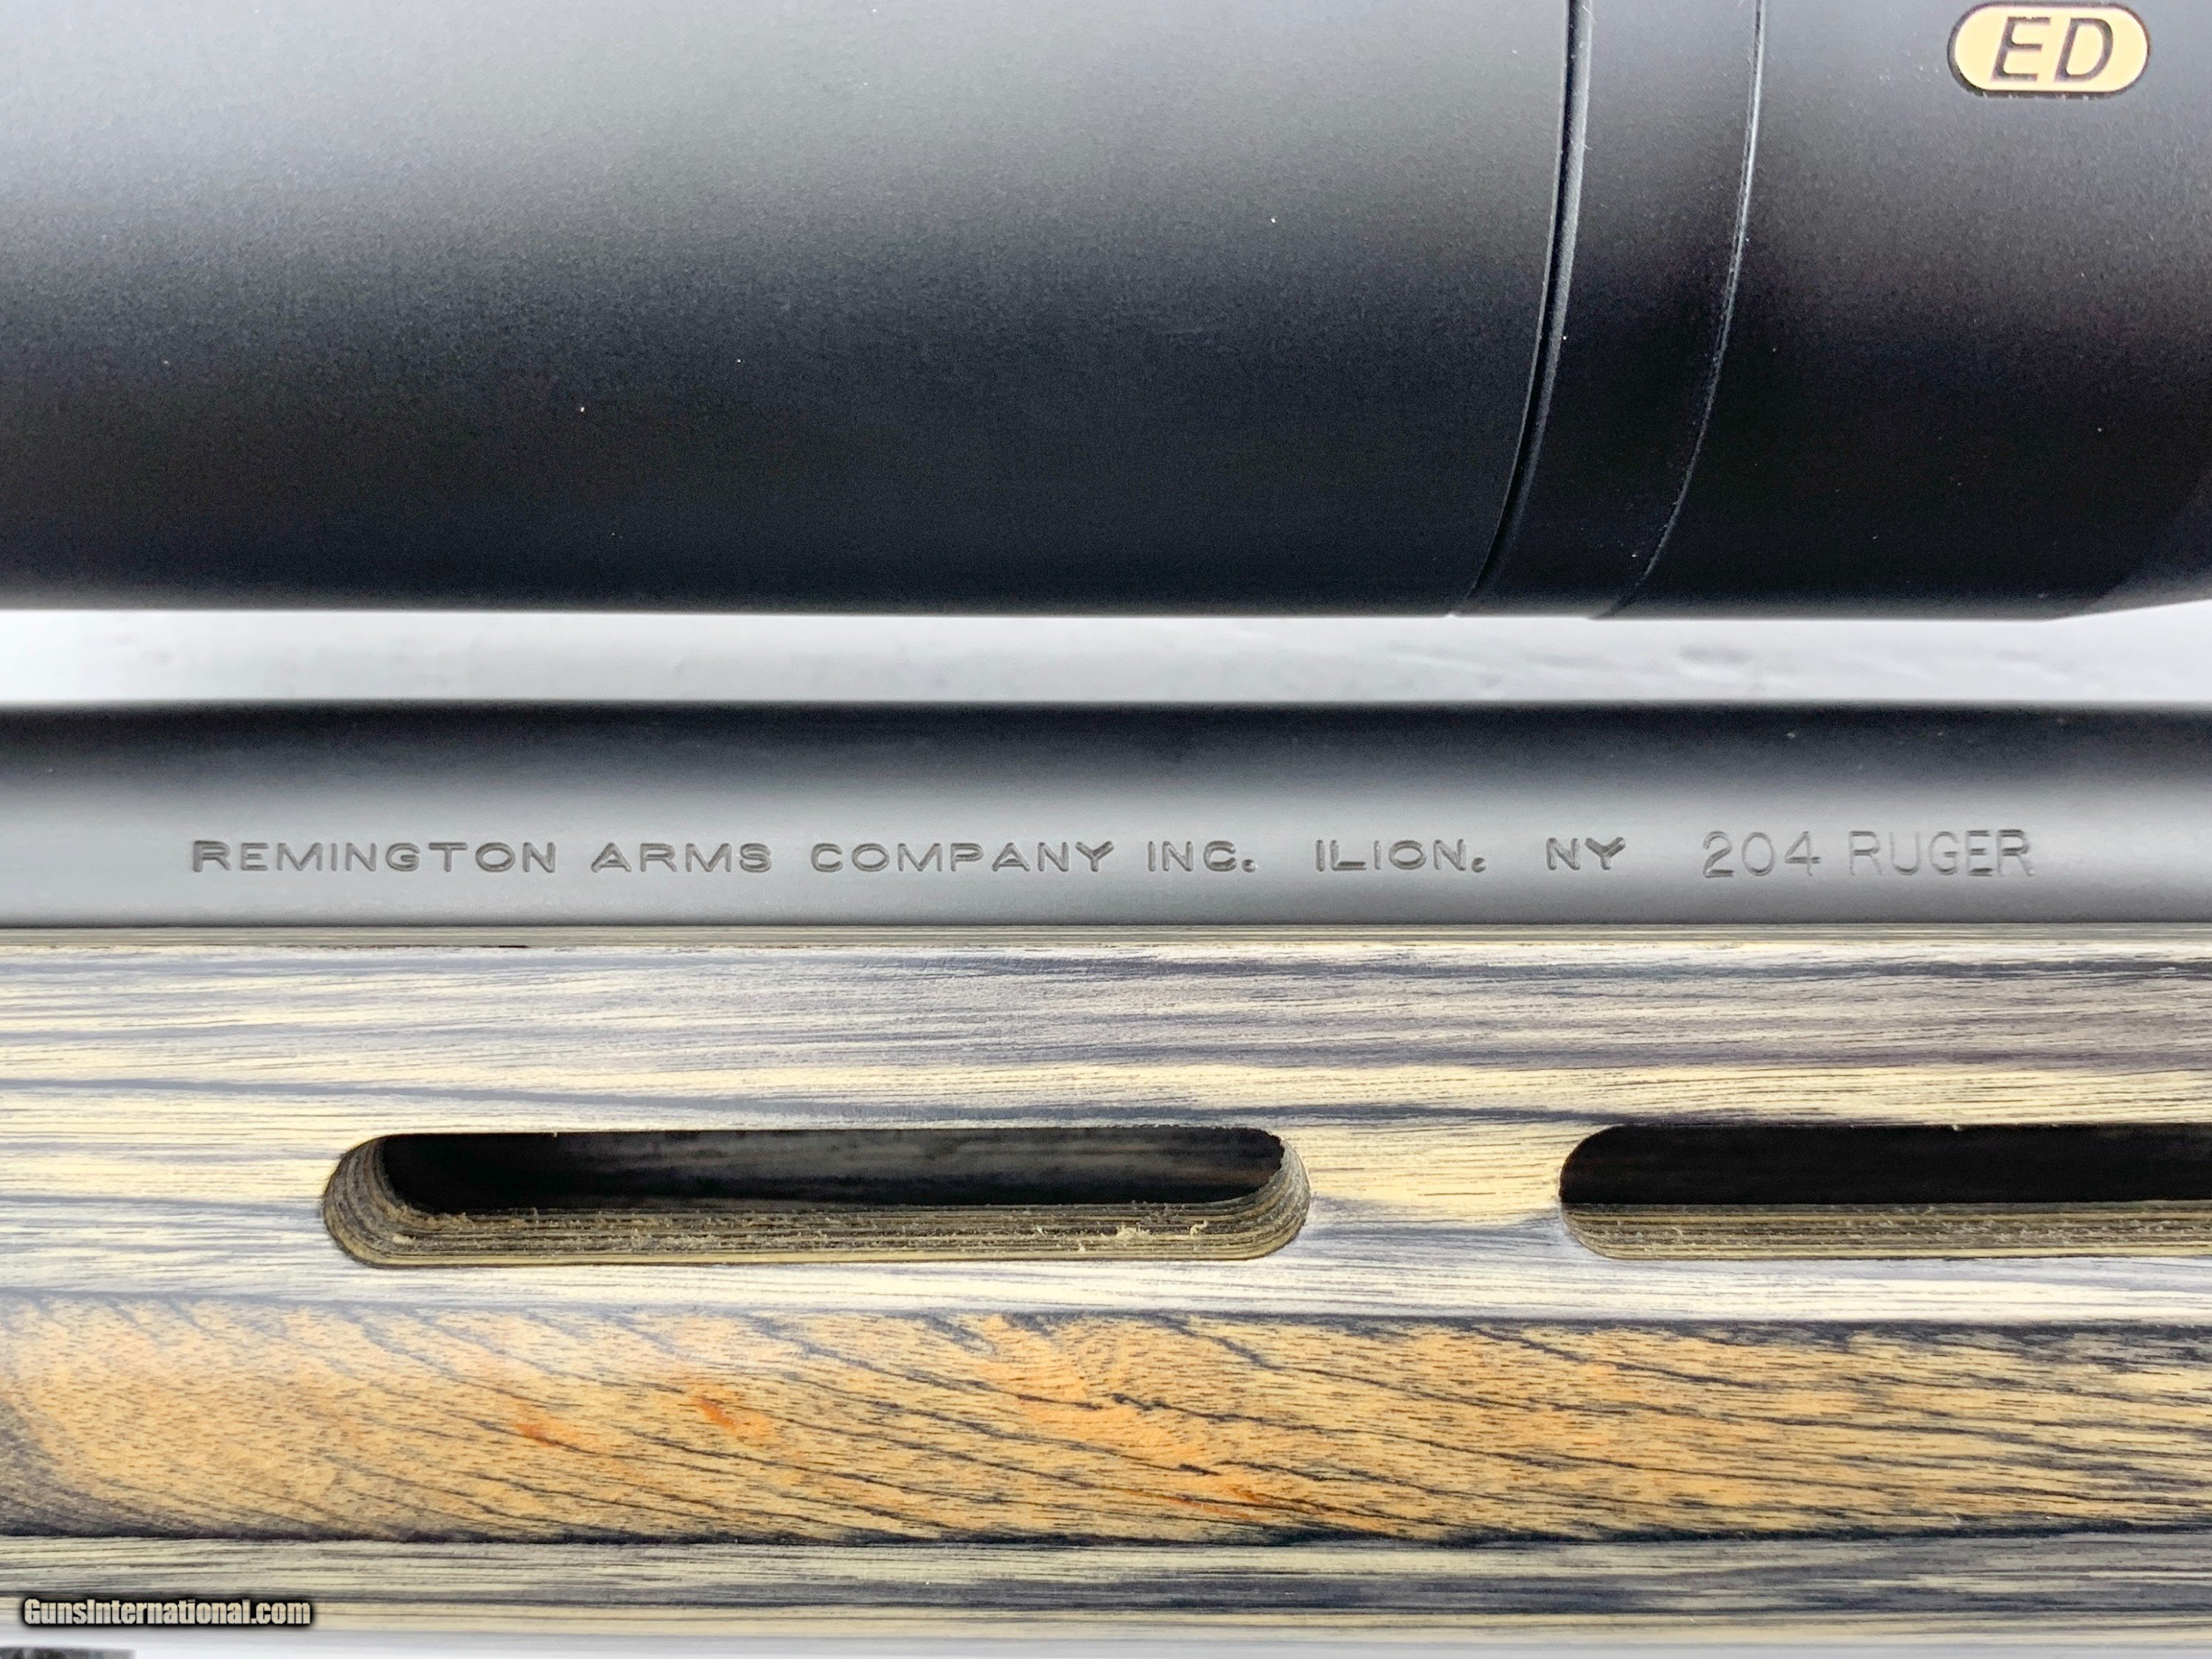 ED
REMINGTON ARMS COMPANY INC. ILION. NY 204 RUGER
GunsInternational.com